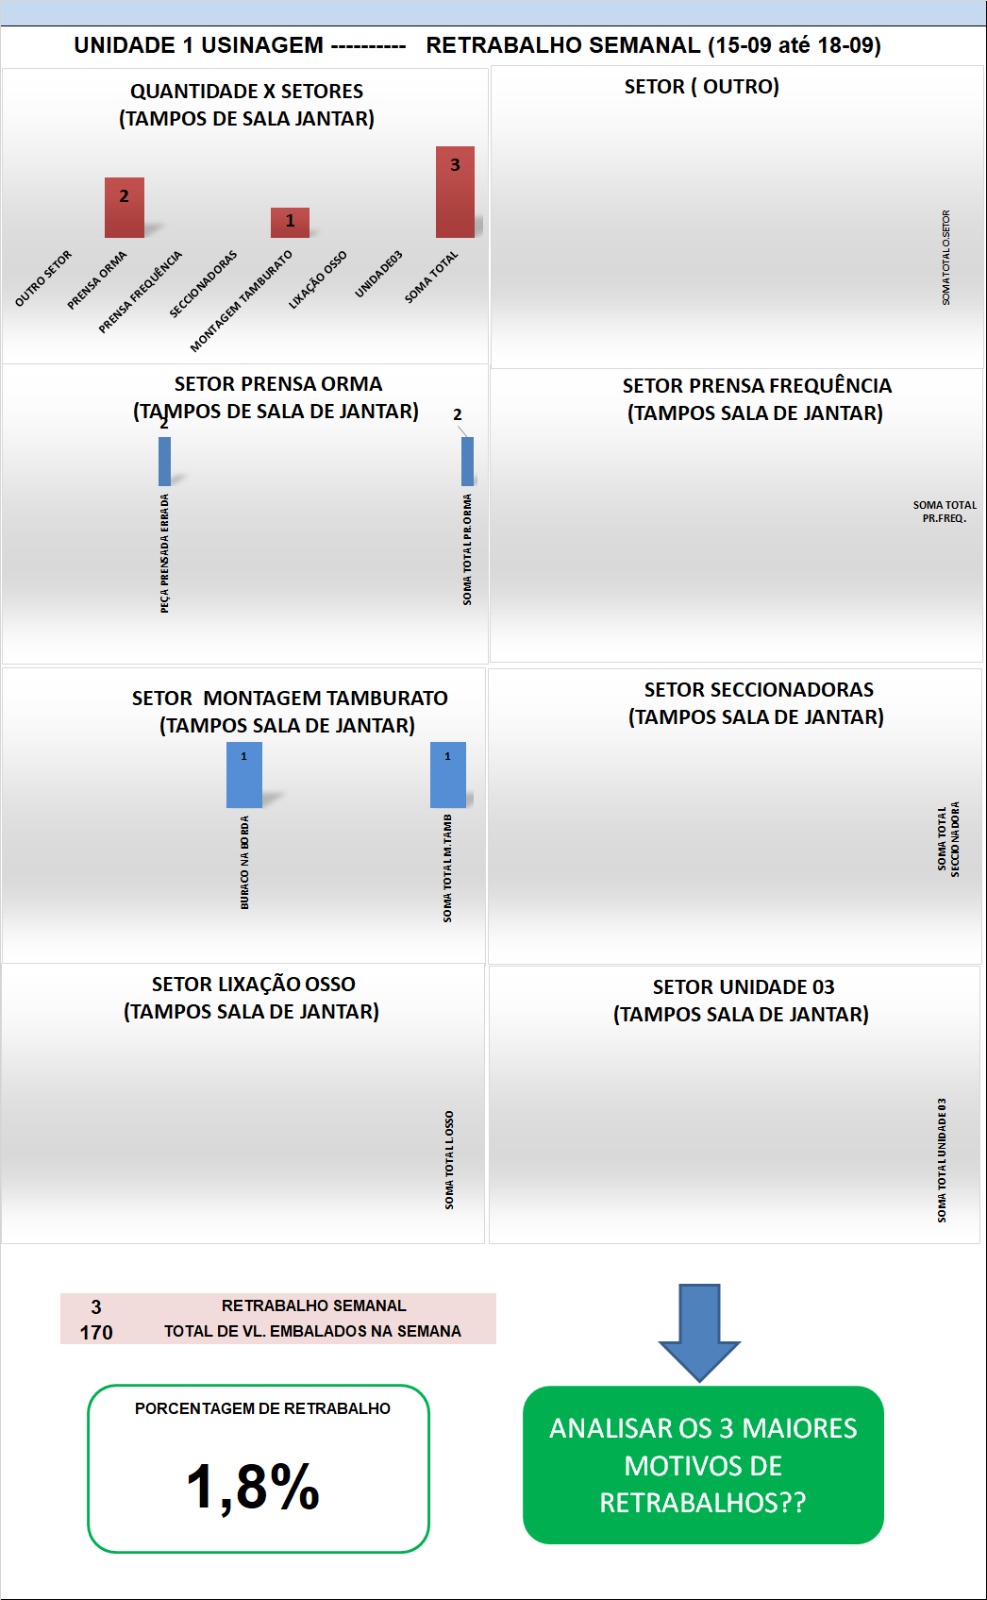 UNIDADE 1 USINAGEM ---------- RETRABALHO SEMANAL (15-09 até 18-09)
QUANTIDADE X SETORES
(TAMPOS DE SALA JANTAR)
2
1
3
OUTRO SETOR
PRENSA ORMA
PRENSA FREQUÊNCIA
SECCIONADORAS
MONTAGEM TAMBURATO
LIXAÇÃO OSSO
UNIDADE03
SOMA TOTAL
SETOR ( OUTRO)
SOMA TOTAL O.SETOR
SETOR PRENSA ORMA
(TAMPOS DE SALA DE JANTAR)
2
2
PEÇA PRENSADA ERRADA
SOMA TOTAL PR.ORMA
SETOR PRENSA FREQUÊNCIA
(TAMPOS SALA DE JANTAR)
SOMA TOTAL
PR.FREQ.
SETOR MONTAGEM TAMBURATO
(TAMPOS SALA DE JANTAR)
1
1
BURACO NA BORDA
SOMA TOTAL M.TAMB
SETOR SECCIONADORAS
(TAMPOS SALA DE JANTAR)
SOMA TOTAL
SECCIONADORA
SETOR LIXAÇÃO OSSO
(TAMPOS SALA DE JANTAR)
SOMA TOTAL L.OSSO
SETOR UNIDADE 03
(TAMPOS SALA DE JANTAR)
SOMA TOTAL UNIDADE 03
3 RETRABALHO SEMANAL
170 TOTAL DE VL. EMBALADOS NA SEMANA
PORCENTAGEM DE RETRABALHO
1,8%
ANALISAR OS 3 MAIORES
MOTIVOS DE
RETRABALHOS??